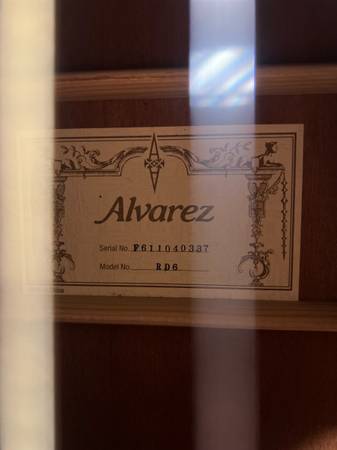 Alvarez
Serial No. F611040337
Model No. RD6